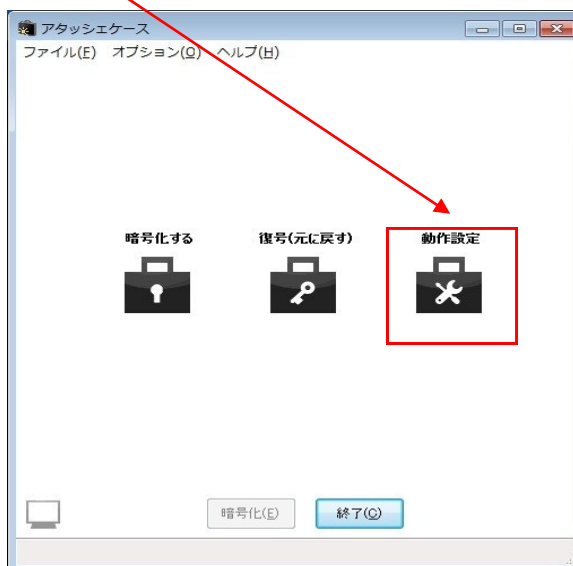 アタッシェケース
ファイル(F) オプション(O) ヘルプ(H)
暗号化する 復号(元に戻す) 動作設定
暗号化(E) 終了(C)